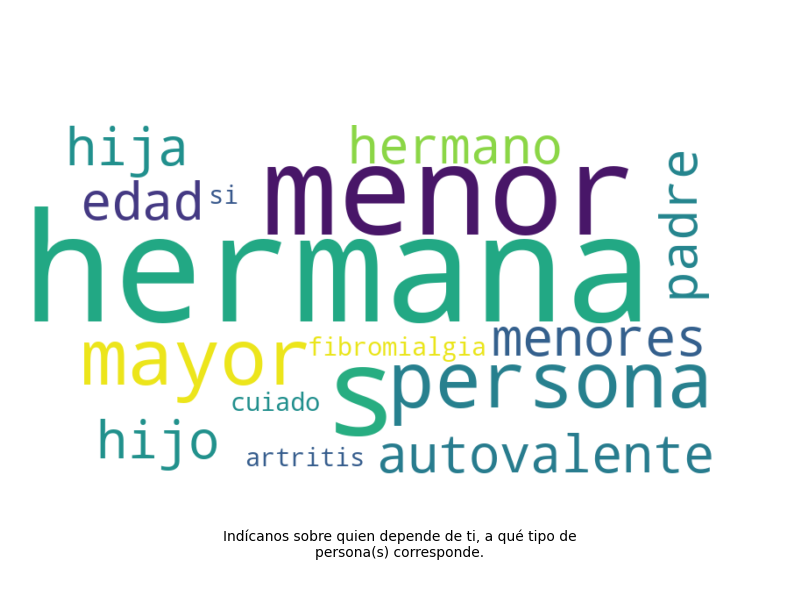 hija
hermano
menor
padre
edad
si
hermana
mayor
fibromialgia
menores
s
persona
cuiado
hijo
artritis
autovalente
Indícanos sobre quien depende de ti, a qué tipo de
persona(s) corresponde.